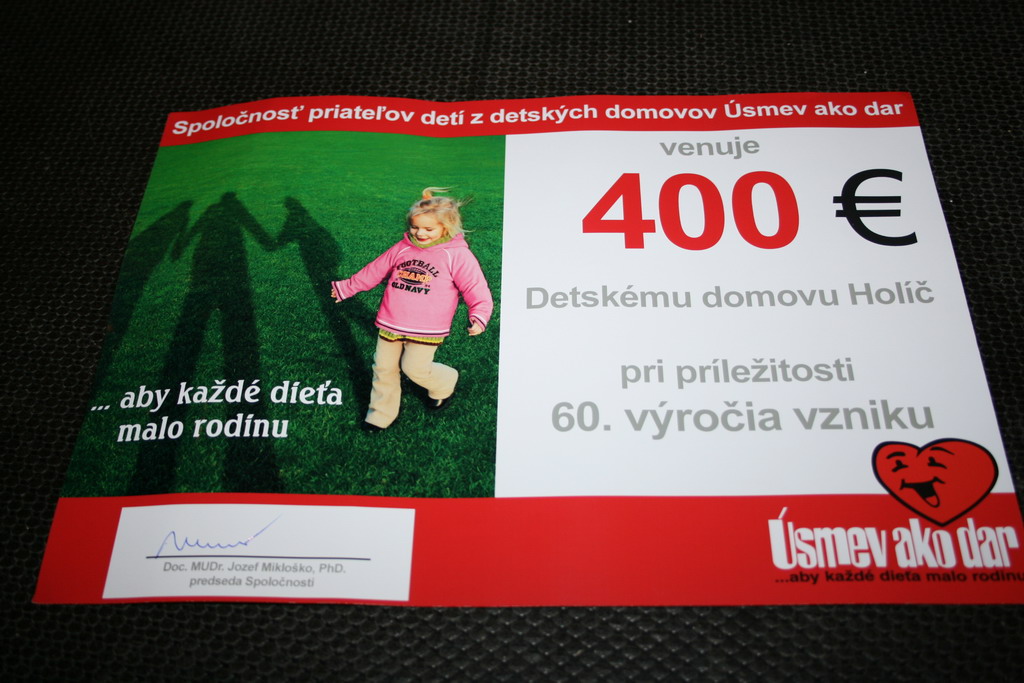 Spoločnosť priateľov detí z detských domovov Úsmev ako dar
venuje
400 €
Detskému domovu Holíč
pri príležitosti
60. výročia vzniku
FOOTBALL
CHAMP
OLD NAVY
... aby každé dieťa
malo rodinu
Doc. MUDr. Jozef Mikloško, PhD.
predseda Spoločnosti
Úsmev ako dar
...aby každé dieťa malo rodinu